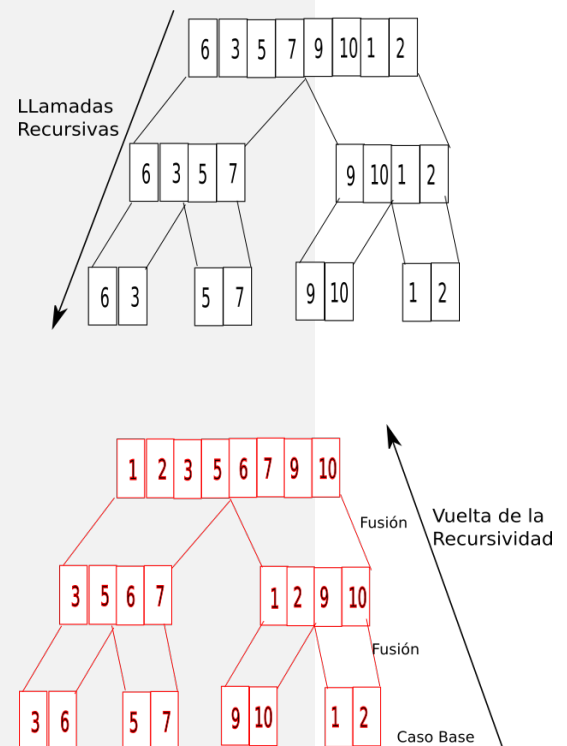 6 3 5 7 9 10 1 2
LLamadas
Recursivas
6 3 5 7
9 10 1 2
6 3
5 7
9 10
1 2
1 2 3 5 6 7 9 10
Fusión
Vuelta de la
Recursividad
3 5 6 7
1 2 9 10
Fusión
3 6
5 7
9 10
1 2
Caso Base